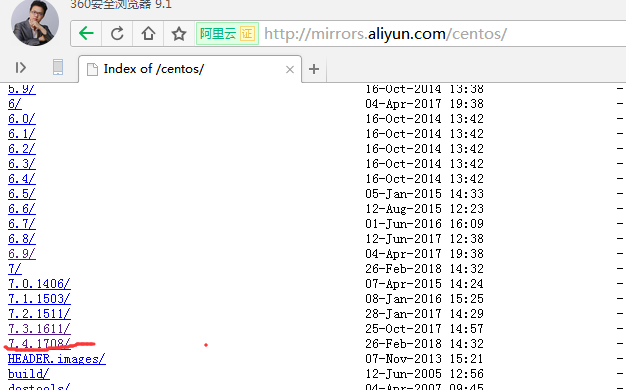 360安全浏览器 9.1
阿里云 证 http://mirrors.aliyun.com/centos/
Index of /centos/
5.9/ 16-Oct-2014 13:38 -
6/ 04-Apr-2017 19:38 -
6.0/ 16-Oct-2014 13:42 -
6.1/ 16-Oct-2014 13:42 -
6.2/ 16-Oct-2014 13:42 -
6.3/ 16-Oct-2014 13:42 -
6.4/ 16-Oct-2014 13:42 -
6.5/ 05-Jan-2015 14:33 -
6.6/ 12-Aug-2015 12:23 -
6.7/ 01-Jun-2016 16:09 -
6.8/ 12-Jun-2017 12:38 -
6.9/ 04-Apr-2017 19:38 -
7/ 26-Feb-2018 14:32 -
7.0.1406/ 07-Apr-2015 14:24 -
7.1.1503/ 08-Jan-2016 15:25 -
7.2.1511/ 28-Jan-2017 14:29 -
7.3.1611/ 25-Oct-2017 14:57 -
7.4.1708/ 26-Feb-2018 14:32 -
HEADER.images/ 07-Nov-2013 15:21 -
build/ 12-Jun-2005 12:56 -
dostools/ 04-Apr-2007 09:45 -